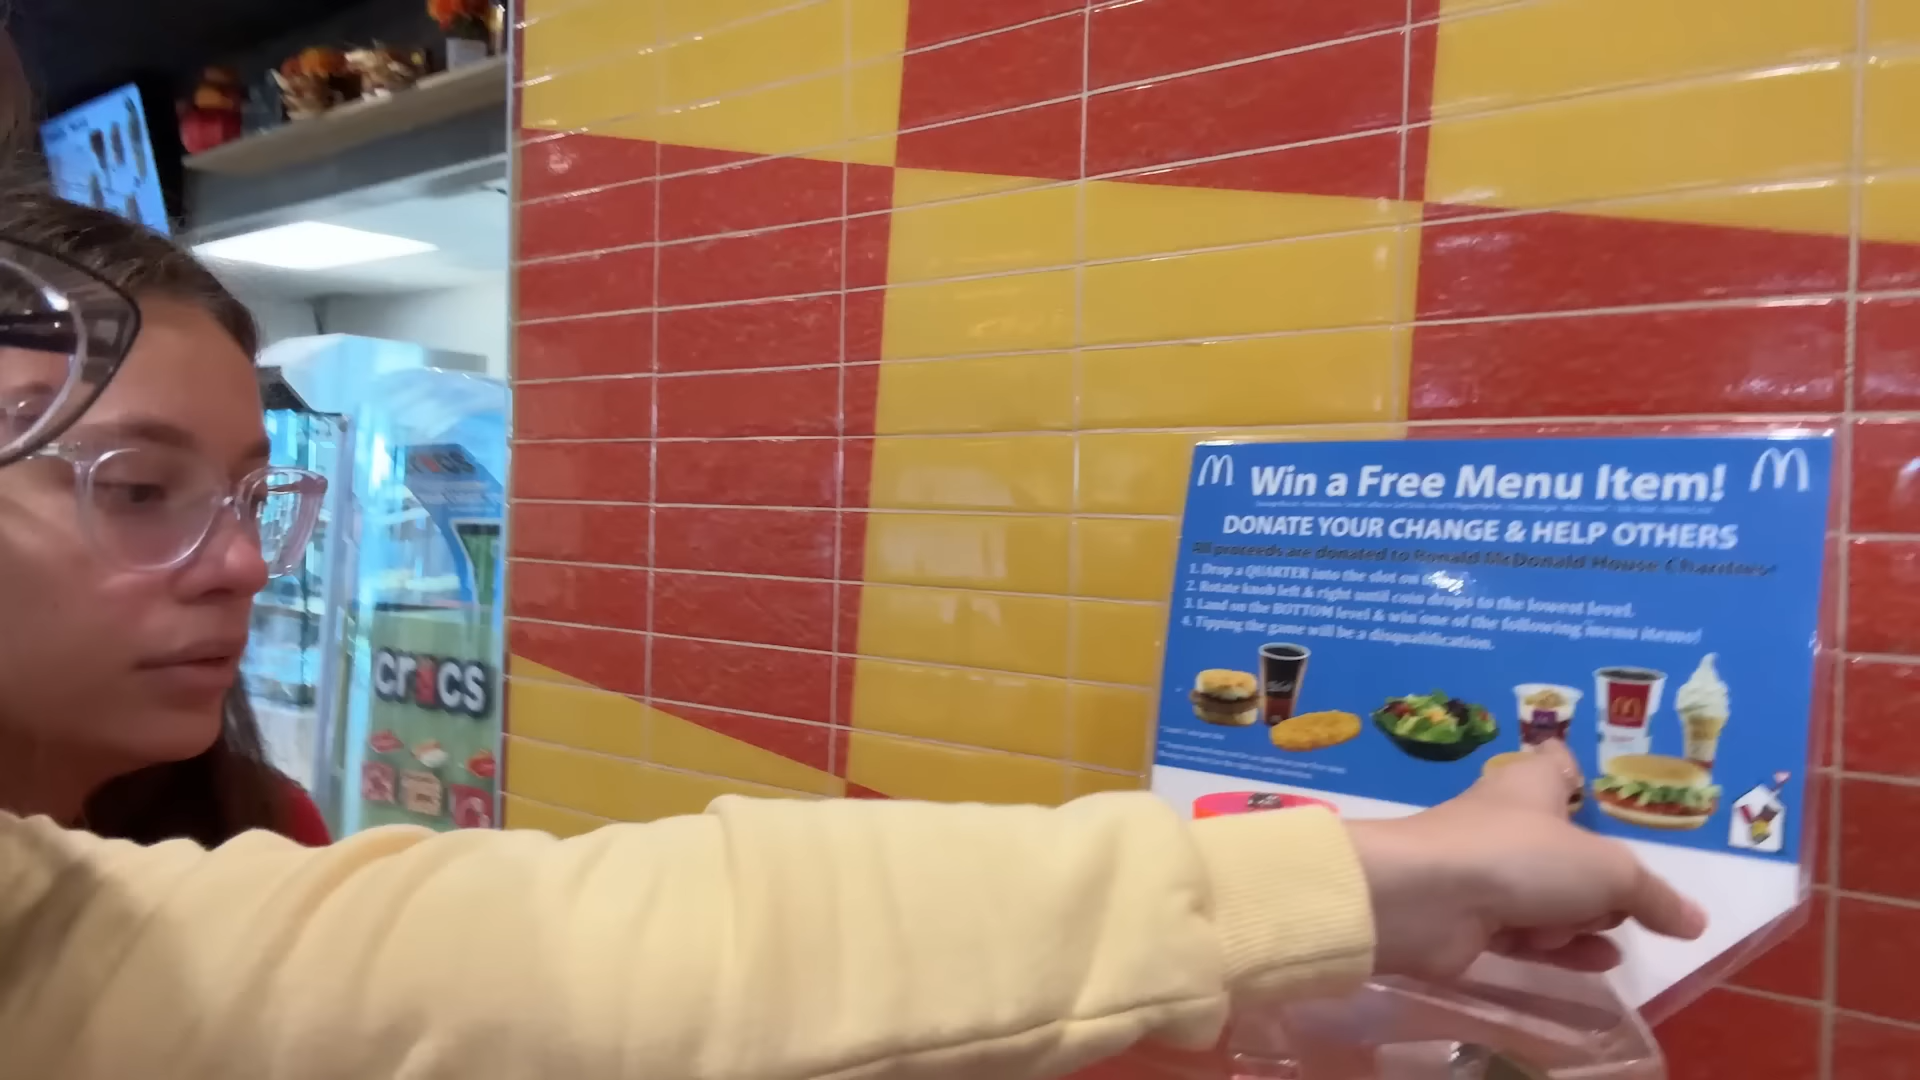 crocs
Win a Free Menu Item!
DONATE YOUR CHANGE & HELP OTHERS
All proceeds are donated to Ronald McDonald House Charities!
1. Drop a QUARTER into the slot on
2. Rotate knob left & right until coin drops to the lowest level.
3. Land on the BOTTOM level & win one of the following menu items!
4. Tipping the game will be a disqualification.